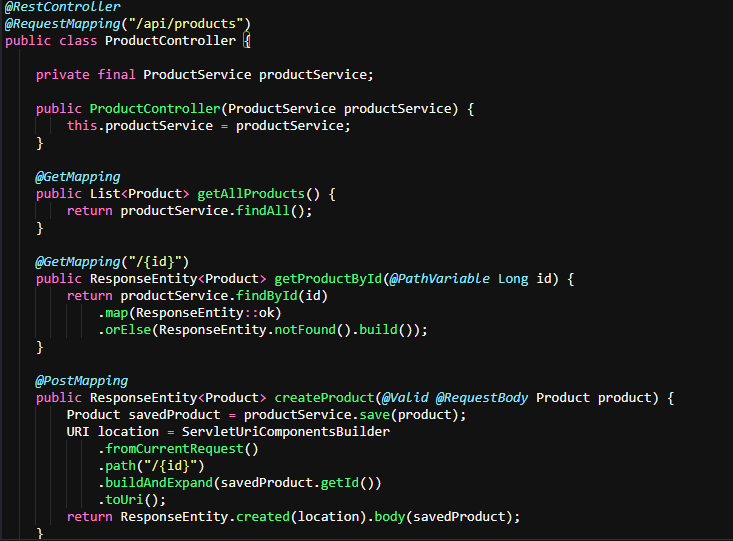 @RestController
@RequestMapping("/api/products")
public class ProductController {
private final ProductService productService;
public ProductController(ProductService productService) {
this.productService = productService;
}
@GetMapping
public List<Product> getAllProducts() {
return productService.findAll();
}
@GetMapping("/{id}")
public ResponseEntity<Product> getProductById(@PathVariable Long id) {
return productService.findById(id)
.map(ResponseEntity::ok)
.orElse(ResponseEntity.notFound().build());
}
@PostMapping
public ResponseEntity<Product> createProduct(@Valid @RequestBody Product product) {
Product savedProduct = productService.save(product);
URI location = ServletUriComponentsBuilder
.fromCurrentRequest()
.path("/{id}")
.buildAndExpand(savedProduct.getId())
.toUri();
return ResponseEntity.created(location).body(savedProduct);
}